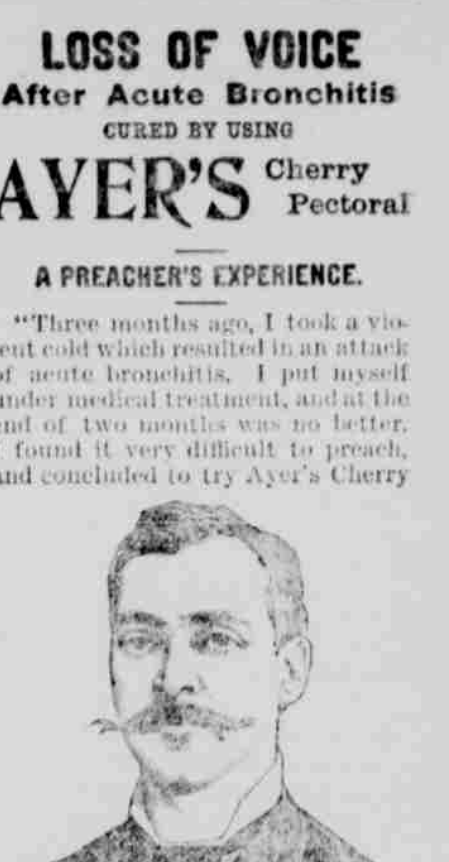 LOSS OF VOICE
After Acute Bronchitis
CURED BY USING
AYER'S Cherry
Pectoral
A PREACHER'S EXPERIENCE.
"Three months ago, I took a vio-
ent cold which resulted in an attack
of acute bronchitis. I put myself
under medical treatment, and at the
end of two months was no better.
I found it very difficult to preach,
and concluded to try Ayer's Cherry